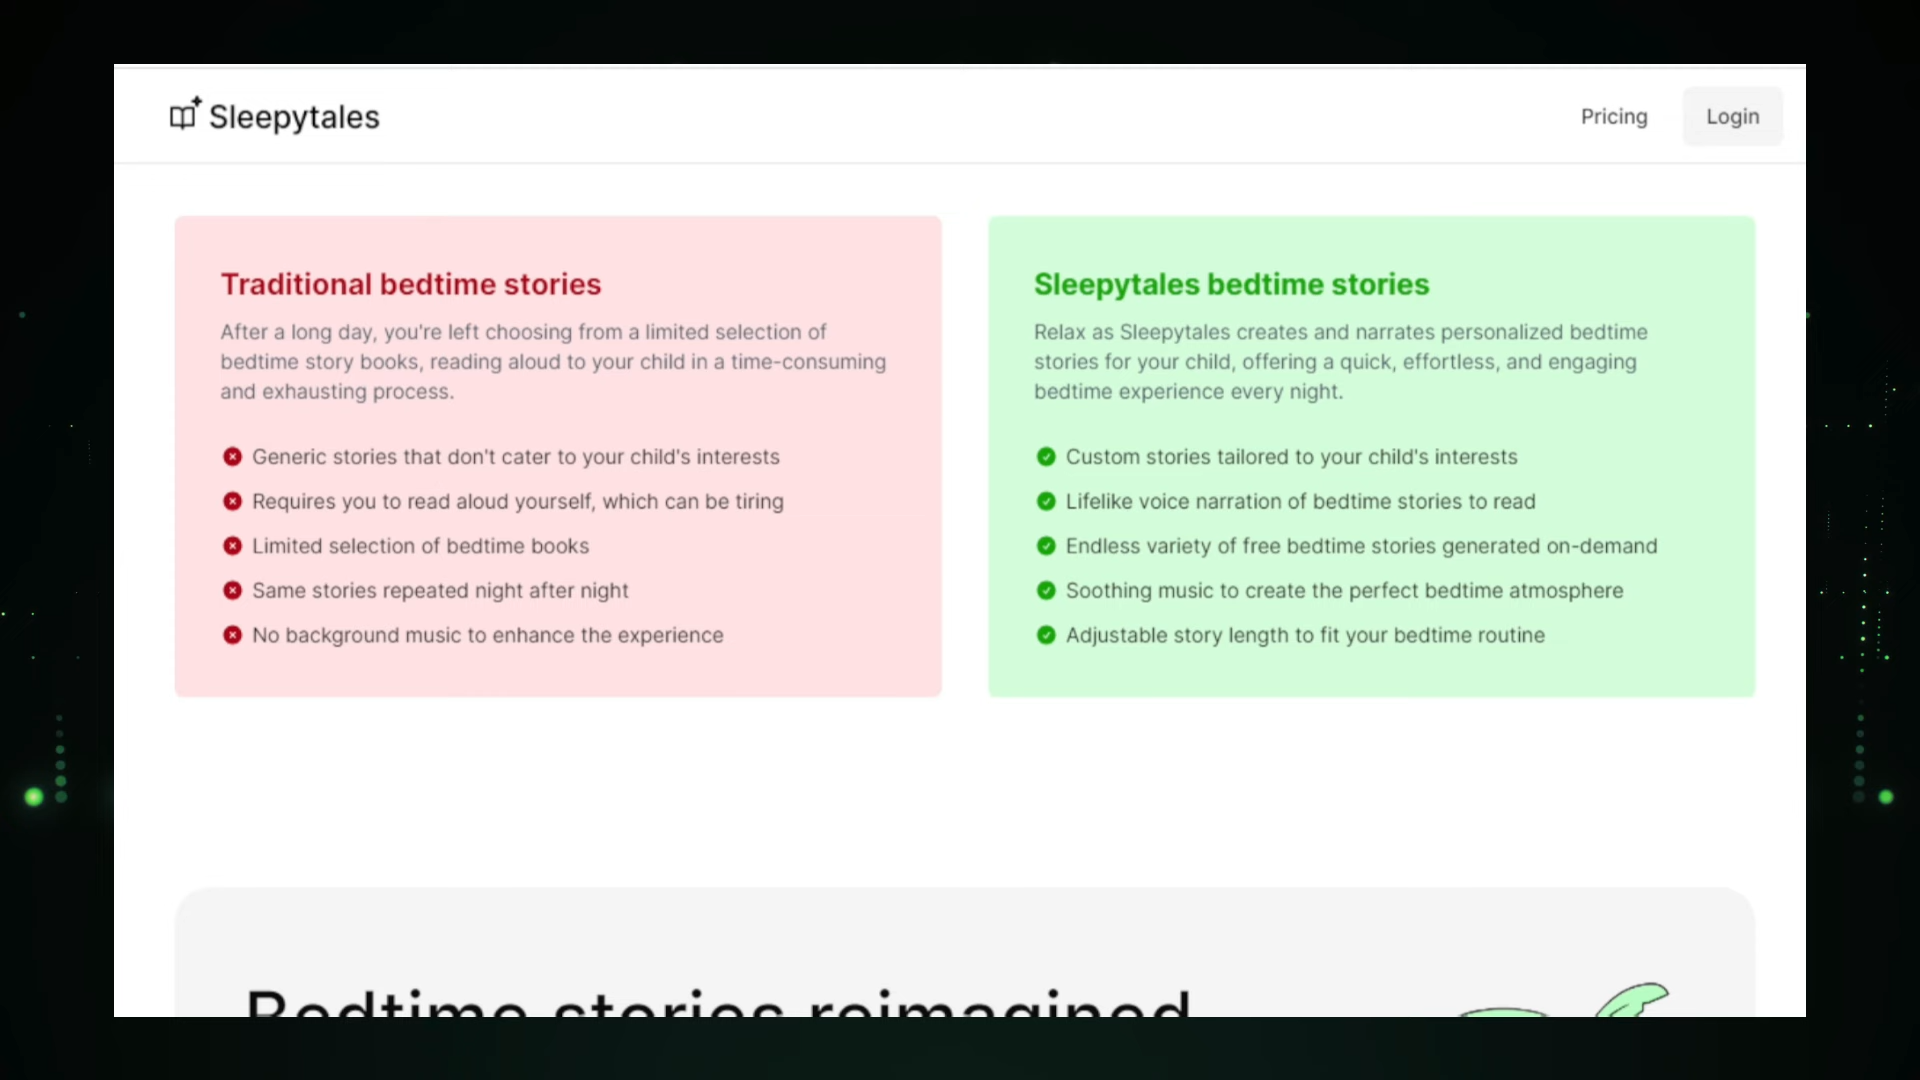 Sleepytales
Pricing
Login
Traditional bedtime stories
After a long day, you're left choosing from a limited selection of
bedtime story books, reading aloud to your child in a time-consuming
and exhausting process.
Generic stories that don't cater to your child's interests
Requires you to read aloud yourself, which can be tiring
Limited selection of bedtime books
Same stories repeated night after night
No background music to enhance the experience
Sleepytales bedtime stories
Relax as Sleepytales creates and narrates personalized bedtime
stories for your child, offering a quick, effortless, and engaging
bedtime experience every night.
Custom stories tailored to your child's interests
Lifelike voice narration of bedtime stories to read
Endless variety of free bedtime stories generated on-demand
Soothing music to create the perfect bedtime atmosphere
Adjustable story length to fit your bedtime routine
Bedtime stories reimagined